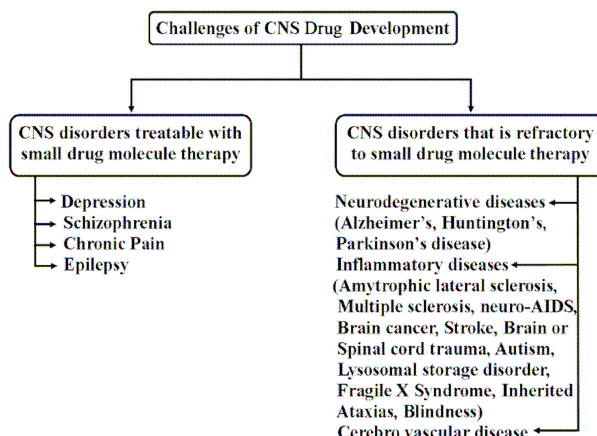 Challenges of CNS Drug Development
CNS disorders treatable with
small drug molecule therapy
Depression
Schizophrenia
Chronic Pain
Epilepsy
CNS disorders that is refractory
to small drug molecule therapy
Neurodegenerative diseases
(Alzheimer's, Huntington's,
Parkinson's disease)
Inflammatory diseases
(Amytrophic lateral sclerosis,
Multiple sclerosis, neuro-AIDS,
Brain cancer, Stroke, Brain or
Spinal cord trauma, Autism,
Lysosomal storage disorder,
Fragile X Syndrome, Inherited
Ataxias, Blindness)
Cerebro vascular disease